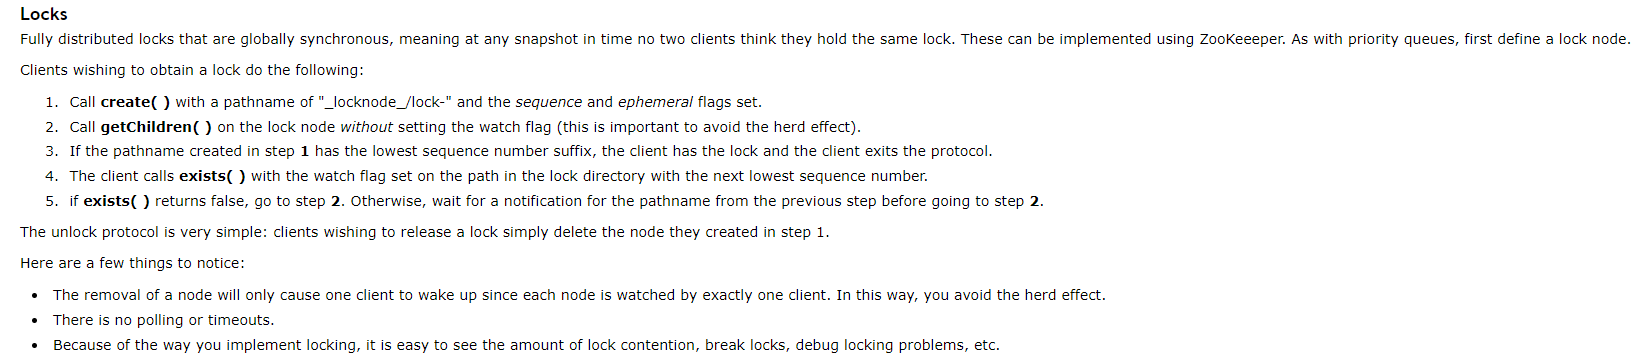 Locks
Fully distributed locks that are globally synchronous, meaning at any snapshot in time no two clients think they hold the same lock. These can be implemented using ZooKeeeper. As with priority queues, first define a lock node.
Clients wishing to obtain a lock do the following:
1. Call create( ) with a pathname of "_locknode_/lock-" and the sequence and ephemeral flags set.
2. Call getChildren( ) on the lock node without setting the watch flag (this is important to avoid the herd effect).
3. If the pathname created in step 1 has the lowest sequence number suffix, the client has the lock and the client exits the protocol.
4. The client calls exists( ) with the watch flag set on the path in the lock directory with the next lowest sequence number.
5. if exists( ) returns false, go to step 2. Otherwise, wait for a notification for the pathname from the previous step before going to step 2.
The unlock protocol is very simple: clients wishing to release a lock simply delete the node they created in step 1.
Here are a few things to notice:
• The removal of a node will only cause one client to wake up since each node is watched by exactly one client. In this way, you avoid the herd effect.
• There is no polling or timeouts.
• Because of the way you implement locking, it is easy to see the amount of lock contention, break locks, debug locking problems, etc.